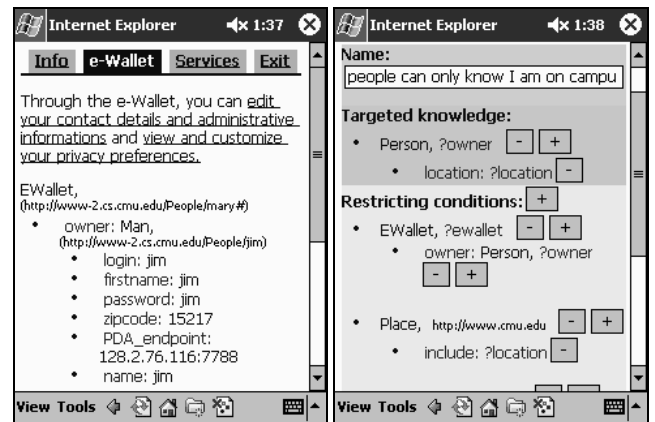 Internet Explorer 1:37
Info e-Wallet Services Exit
Through the e-Wallet, you can edit
your contact details and administrative
informations and view and customize
your privacy preferences.
EWallet,
(http://www-2.cs.cmu.edu/People/mary#)
• owner: Man,
(http://www-2.cs.cmu.edu/People/jim)
• login: jim
• firstname: jim
• password: jim
• zipcode: 15217
• PDA_endpoint:
128.2.76.116:7788
• name: jim
View Tools
Internet Explorer 1:38
Name:
people can only know I am on campu
Targeted knowledge:
• Person, ?owner - +
• location: ?location -
Restricting conditions: +
• EWallet, ?ewallet - +
• owner: Person, ?owner
- +
• Place, http://www.cmu.edu - +
• include: ?location -
View Tools